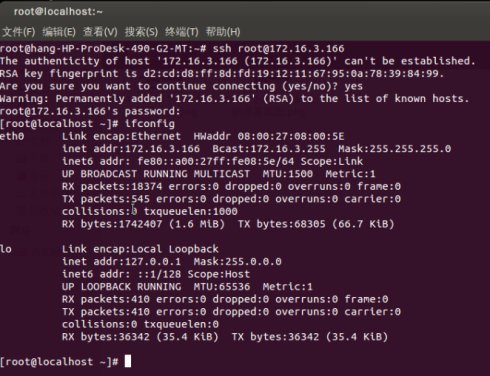 root@localhost:~
文件(F) 编辑(E) 查看(V) 搜索(S) 终端(T) 帮助(H)
root@hang-HP-ProDesk-490-G2-MT:~# ssh root@172.16.3.166
The authenticity of host '172.16.3.166 (172.16.3.166)' can't be established.
RSA key fingerprint is d2:cd:d8:ff:8d:fd:19:12:11:67:95:0a:78:39:84:99.
Are you sure you want to continue connecting (yes/no)? yes
Warning: Permanently added '172.16.3.166' (RSA) to the list of known hosts.
root@172.16.3.166's password:
[root@localhost ~]# ifconfig
eth0 Link encap:Ethernet HWaddr 08:00:27:08:00:5E
inet addr:172.16.3.166 Bcast:172.16.3.255 Mask:255.255.255.0
inet6 addr: fe80::a00:27ff:fe08:5e/64 Scope:Link
UP BROADCAST RUNNING MULTICAST MTU:1500 Metric:1
RX packets:18374 errors:0 dropped:0 overruns:0 frame:0
TX packets:545 errors:0 dropped:0 overruns:0 carrier:0
collisions:0 txqueuelen:1000
RX bytes:1742407 (1.6 MiB) TX bytes:68305 (66.7 KiB)
lo Link encap:Local Loopback
inet addr:127.0.0.1 Mask:255.0.0.0
inet6 addr: ::1/128 Scope:Host
UP LOOPBACK RUNNING MTU:65536 Metric:1
RX packets:410 errors:0 dropped:0 overruns:0 frame:0
TX packets:410 errors:0 dropped:0 overruns:0 carrier:0
collisions:0 txqueuelen:0
RX bytes:36342 (35.4 KiB) TX bytes:36342 (35.4 KiB)
[root@localhost ~]#